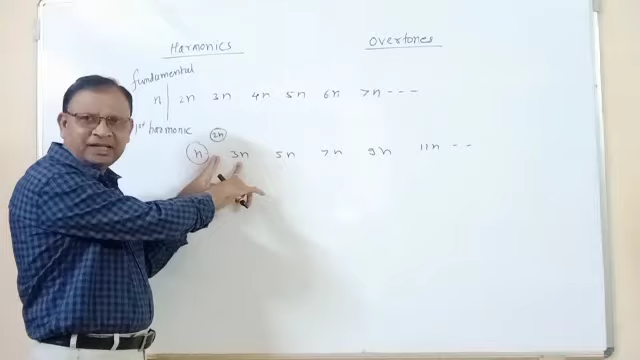 Harmonics
Overtones
fundamental
n | 2n 3n 4n 5n 6n 7n ---
1st harmonic
2n
n 3n 5n 7n 9n 11n --